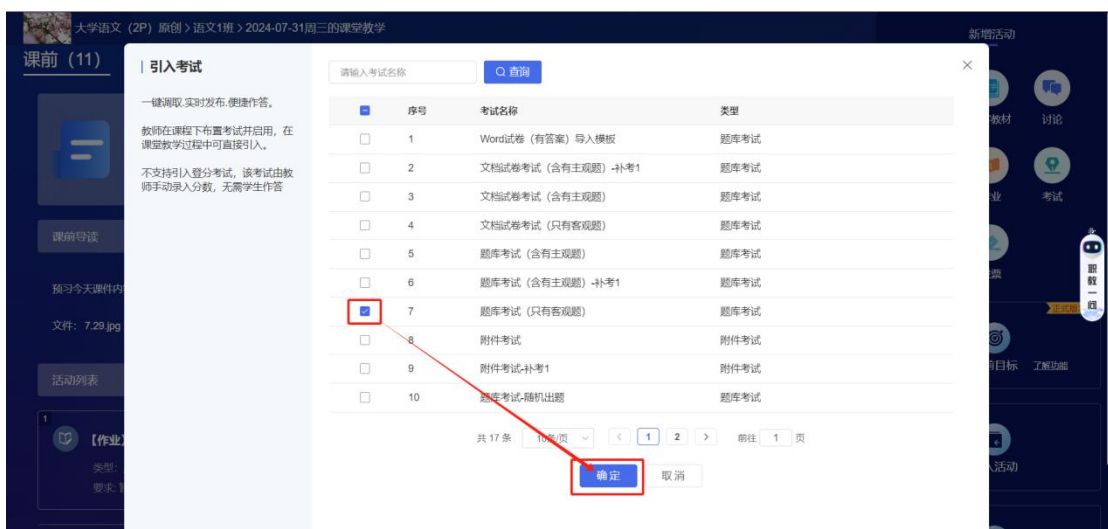 大学语文（2P）原创 > 语文1班 > 2024-07-31周三的课堂教学
新增活动
课前（11）
引入考试
请输入考试名称
查询
一键调取.实时发布.便捷作答。
教师在课程下布置考试并启用，在
课堂教学过程中可直接引入。
不支持引入登分考试，该考试由教
师手动录入分数，无需学生作答
序号 考试名称 类型
1 Word试卷（有答案）导入模板 题库考试
2 文档试卷考试（含有主观题）-补考1 题库考试
3 文档试卷考试（含有主观题） 题库考试
4 文档试卷考试（只有客观题） 题库考试
5 题库考试（含有主观题） 题库考试
6 题库考试（含有主观题）-补考1 题库考试
7 题库考试（只有客观题） 题库考试
8 附件考试 附件考试
9 附件考试-补考1 附件考试
10 题库考试-随机出题 题库考试
共 17 条 10条/页 1 2 前往 1 页
确定 取消
课前导读
预习今天课件内
文件：7.29.jpg
活动列表
1
【作业】
类型：
要求:
教材 讨论
业 考试
票
职教一问
正式版
目标 了解功能
活动